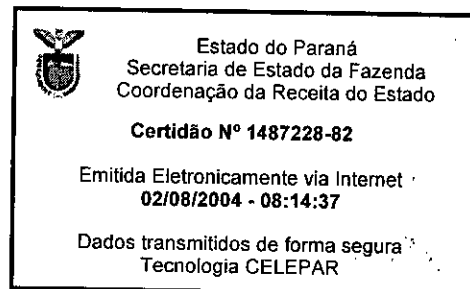 Estado do Paraná
Secretaria de Estado da Fazenda
Coordenação da Receita do Estado
Certidão Nº 1487228-82
Emitida Eletronicamente via Internet
02/08/2004 - 08:14:37
Dados transmitidos de forma segura
Tecnologia CELEPAR